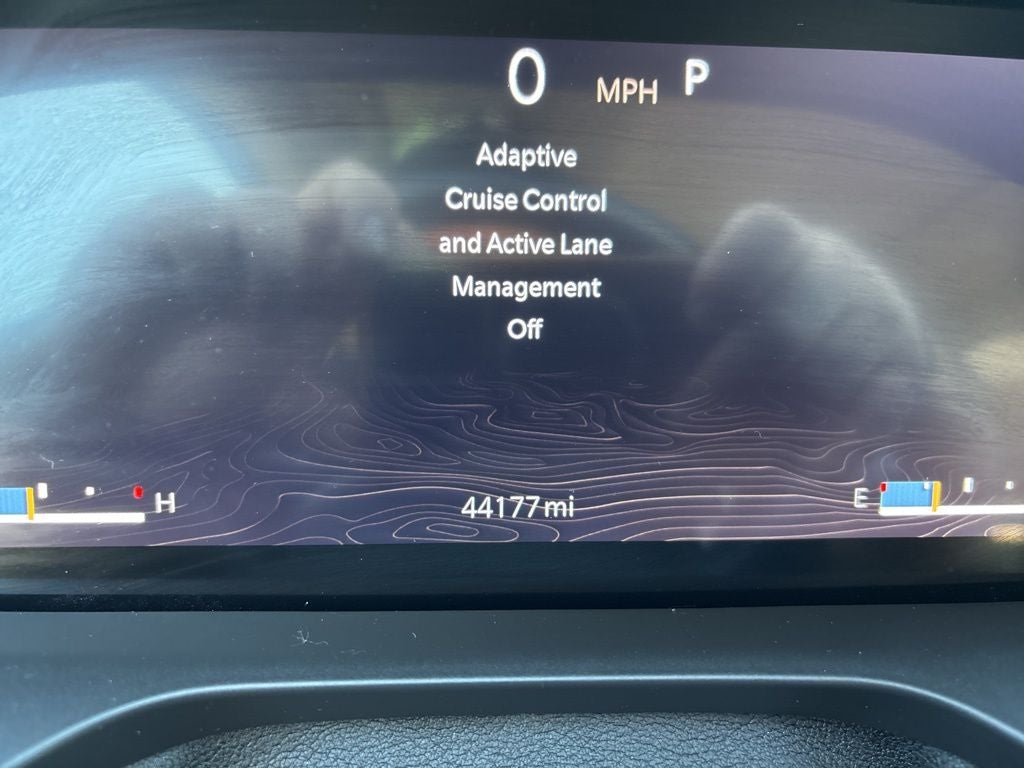 0 MPH P
Adaptive
Cruise Control
and Active Lane
Management
Off
H 44177 mi E